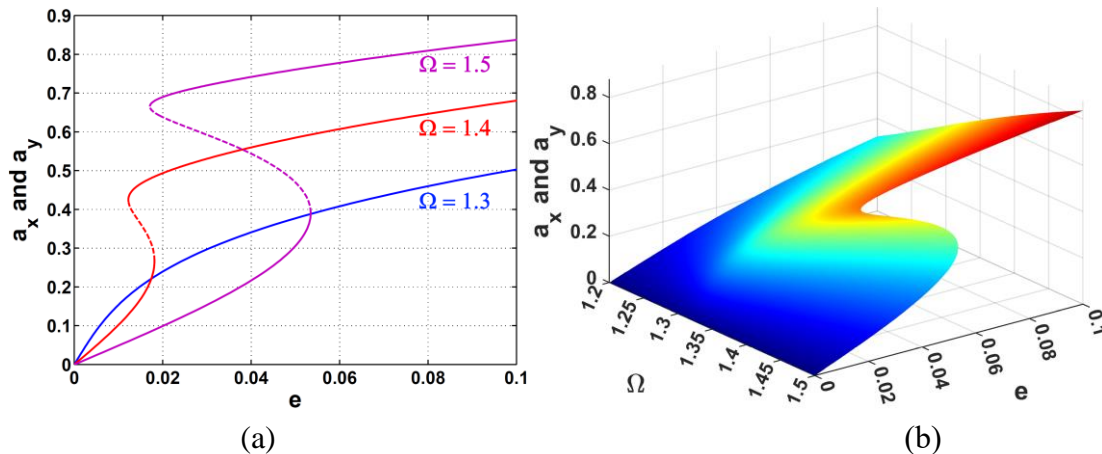 0.9
0.8
0.7
0.6
0.5
0.4
0.3
0.2
0.1
0
0 0.02 0.04 0.06 0.08 0.1
a_x and a_y
e
Ω = 1.5
Ω = 1.4
Ω = 1.3
(a)
0.8
0.6
0.4
0.2
0
a_x and a_y
1.2
1.25
1.3
1.35
1.4
1.45
1.5
Ω
0
0.02
0.04
0.06
0.08
0.1
e
(b)